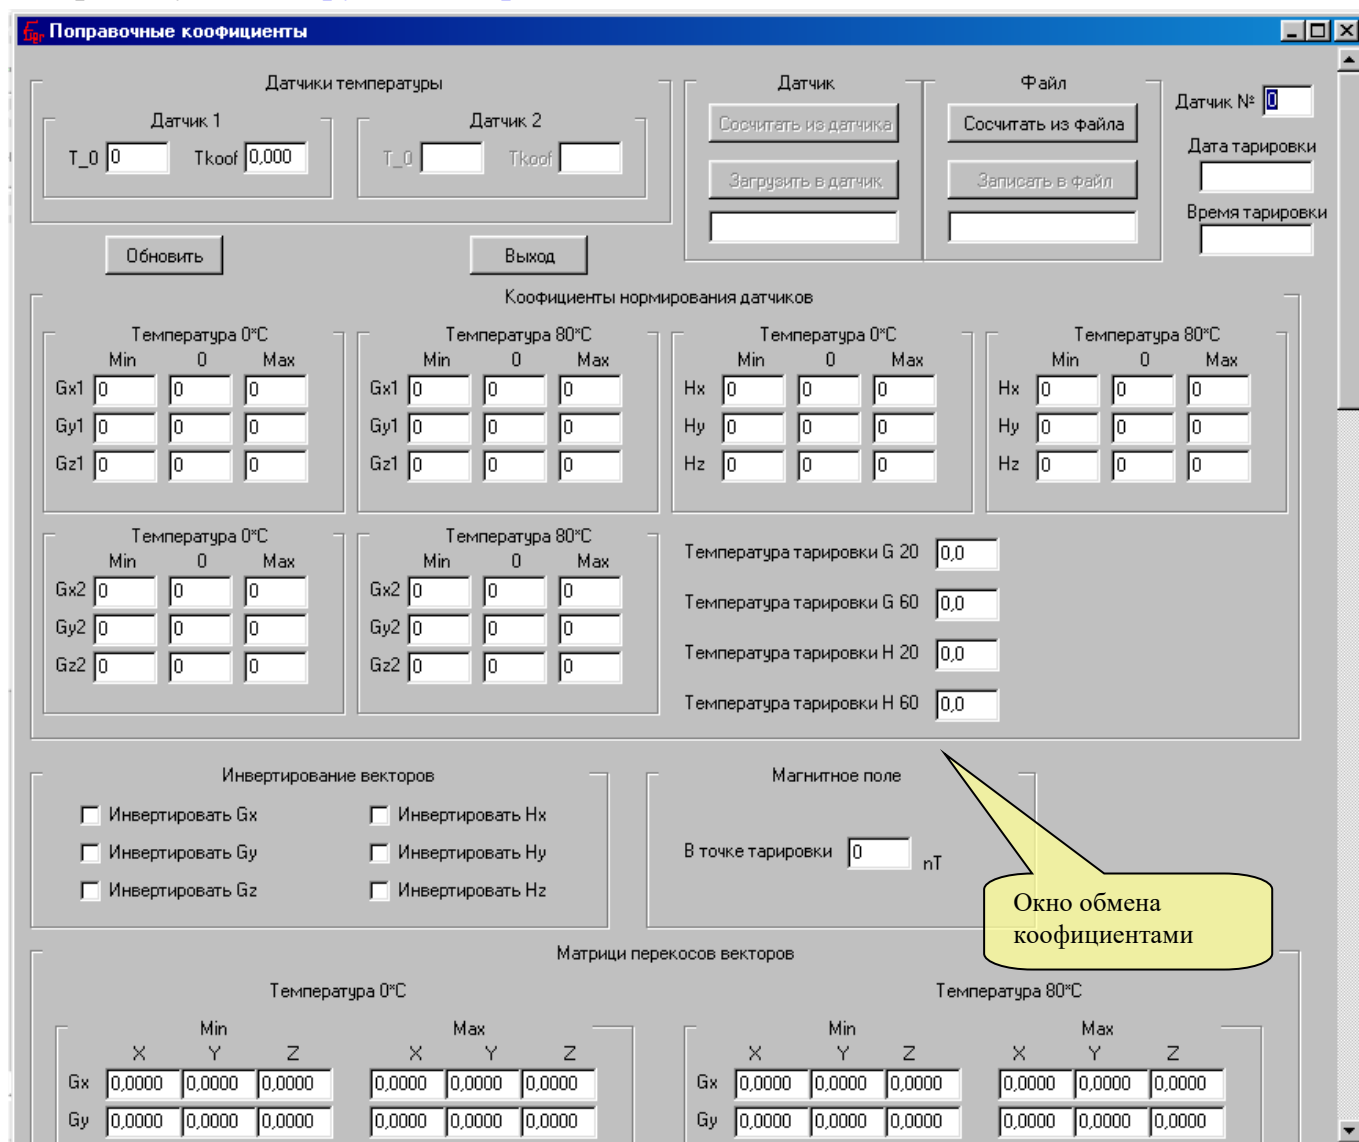 Поправочные коофициенты
Датчики температуры
Датчик 1
T_0 0 Tkoof 0,000
Датчик 2
T_0 Tkoof
Датчик
Сосчитать из датчика
Загрузить в датчик
Файл
Сосчитать из файла
Записать в файл
Датчик № 0
Дата тарировки
Время тарировки
Обновить
Выход
Коофициенты нормирования датчиков
Температура 0*C
Min 0 Max
Gx1 0 0 0
Gy1 0 0 0
Gz1 0 0 0
Температура 80*C
Min 0 Max
Gx1 0 0 0
Gy1 0 0 0
Gz1 0 0 0
Температура 0*C
Min 0 Max
Hx 0 0 0
Hy 0 0 0
Hz 0 0 0
Температура 80*C
Min 0 Max
Hx 0 0 0
Hy 0 0 0
Hz 0 0 0
Температура 0*C
Min 0 Max
Gx2 0 0 0
Gy2 0 0 0
Gz2 0 0 0
Температура 80*C
Min 0 Max
Gx2 0 0 0
Gy2 0 0 0
Gz2 0 0 0
Температура тарировки G 20 0,0
Температура тарировки G 60 0,0
Температура тарировки H 20 0,0
Температура тарировки H 60 0,0
Инвертирование векторов
Инвертировать Gx Инвертировать Hx
Инвертировать Gy Инвертировать Hy
Инвертировать Gz Инвертировать Hz
Магнитное поле
В точке тарировки 0 nT
Окно обмена
коофициентами
Матрици перекосов векторов
Температура 0*C
Min Max
X Y Z X Y Z
Gx 0,0000 0,0000 0,0000 0,0000 0,0000 0,0000
Gy 0,0000 0,0000 0,0000 0,0000 0,0000 0,0000
Температура 80*C
Min Max
X Y Z X Y Z
Gx 0,0000 0,0000 0,0000 0,0000 0,0000 0,0000
Gy 0,0000 0,0000 0,0000 0,0000 0,0000 0,0000